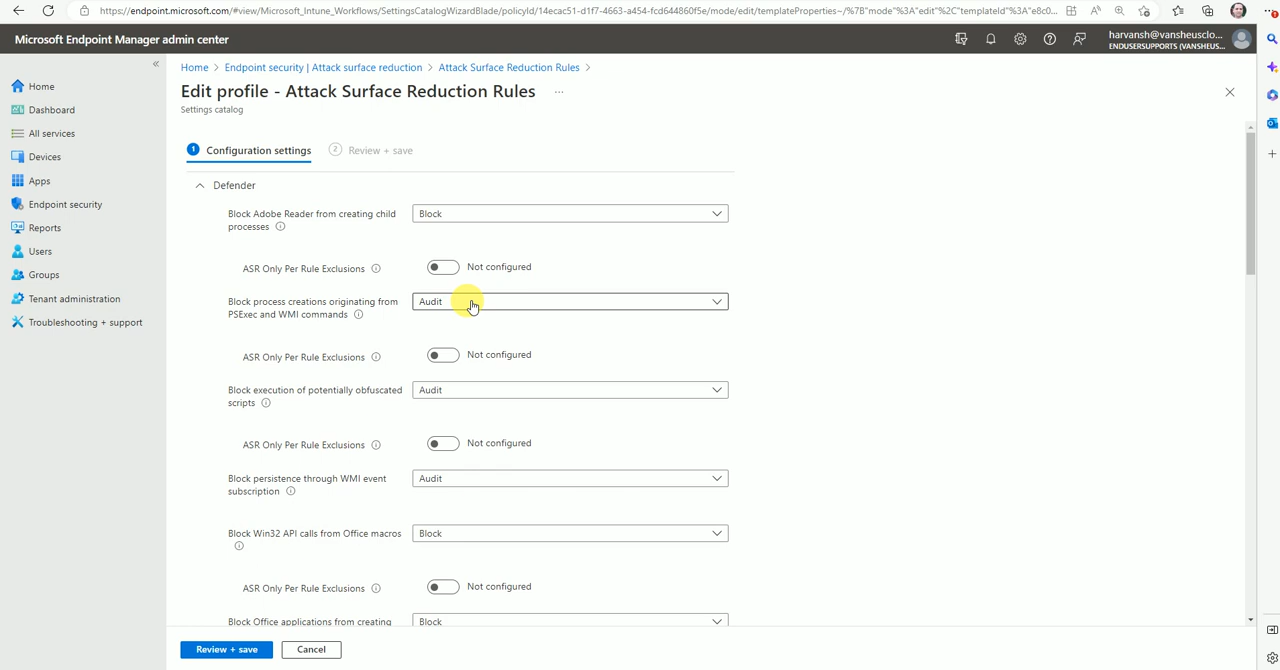 https://endpoint.microsoft.com/#view/Microsoft_Intune_Workflows/SettingsCatalogWizardBlade/policyId/14ecac51-d1f7-4663-a454-fcd644860f5e/mode/edit/templateProperties~/%7B"mode"%3A"edit"%2C"templateId"%3A"e8c0...
Microsoft Endpoint Manager admin center
harvansh@vansheusclo...
ENDUSERSUPPORTS (VANSHEUS...
Home
Dashboard
All services
Devices
Apps
Endpoint security
Reports
Users
Groups
Tenant administration
Troubleshooting + support
Home > Endpoint security | Attack surface reduction > Attack Surface Reduction Rules >
Edit profile - Attack Surface Reduction Rules ...
Settings catalog
1 Configuration settings 2 Review + save
Defender
Block Adobe Reader from creating child processes
Block
ASR Only Per Rule Exclusions
Not configured
Block process creations originating from
PSExec and WMI commands
Audit
ASR Only Per Rule Exclusions
Not configured
Block execution of potentially obfuscated
scripts
Audit
ASR Only Per Rule Exclusions
Not configured
Block persistence through WMI event
subscription
Audit
Block Win32 API calls from Office macros
Block
ASR Only Per Rule Exclusions
Not configured
Block Office applications from creating
Block
Review + save
Cancel